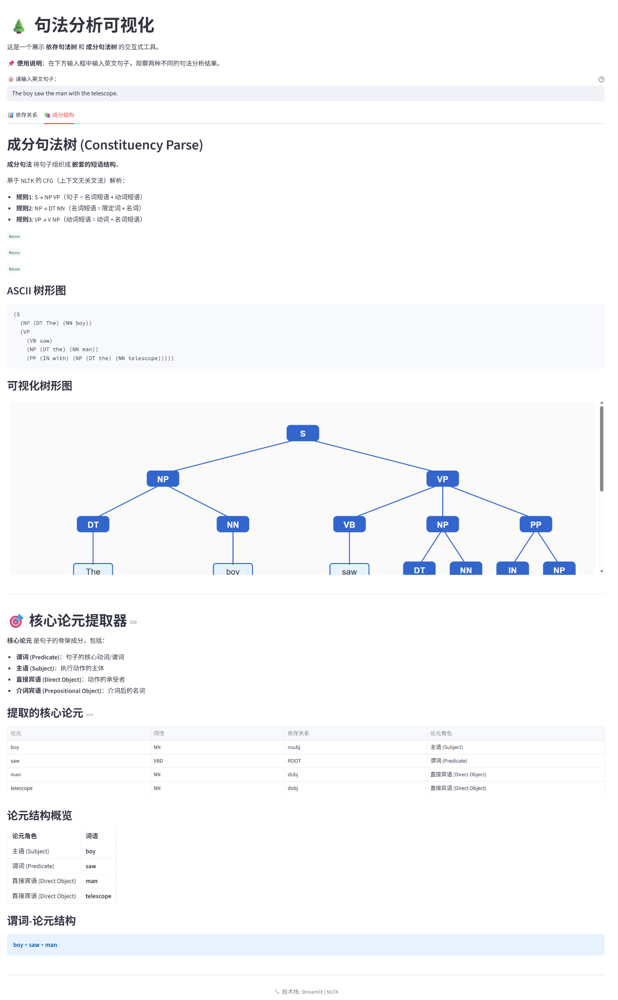 句法分析可视化
这是一个展示 依存句法树 和 成分句法树 的交互式工具。
使用说明：在下方输入框中输入英文句子，观察两种不同的句法分析结果。
请输入英文句子：
The boy saw the man with the telescope.
依存关系 成分结构
成分句法树 (Constituency Parse)
成分句法 将句子组织成 嵌套的短语结构。
基于 NLTK 的 CFG（上下文无关文法）解析：
• 规则1: S → NP VP（句子 = 名词短语 + 动词短语）
• 规则2: NP → DT NN（名词短语 = 限定词 + 名词）
• 规则3: VP → V NP（动词短语 = 动词 + 名词短语）
None
None
None
ASCII 树形图
(S
  (NP (DT The) (NN boy))
  (VP
    (VB saw)
    (NP (DT the) (NN man))
    (PP (IN with) (NP (DT the) (NN telescope)))))
可视化树形图
S
NP VP
DT NN VB NP PP
The boy saw DT NN IN NP
核心论元提取器
核心论元 是句子的骨架成分，包括：
• 谓词 (Predicate)：句子的核心动词/谓词
• 主语 (Subject)：执行动作的主体
• 直接宾语 (Direct Object)：动作的承受者
• 介词宾语 (Prepositional Object)：介词后的名词
提取的核心论元
论元 词性 依存关系 论元角色
boy NN nsubj 主语 (Subject)
saw VBD ROOT 谓词 (Predicate)
man NN dobj 直接宾语 (Direct Object)
telescope NN dobj 直接宾语 (Direct Object)
论元结构概览
论元角色 词语
主语 (Subject) boy
谓词 (Predicate) saw
直接宾语 (Direct Object) man
直接宾语 (Direct Object) telescope
谓词-论元结构
boy + saw + man
技术栈: Streamlit | NLTK